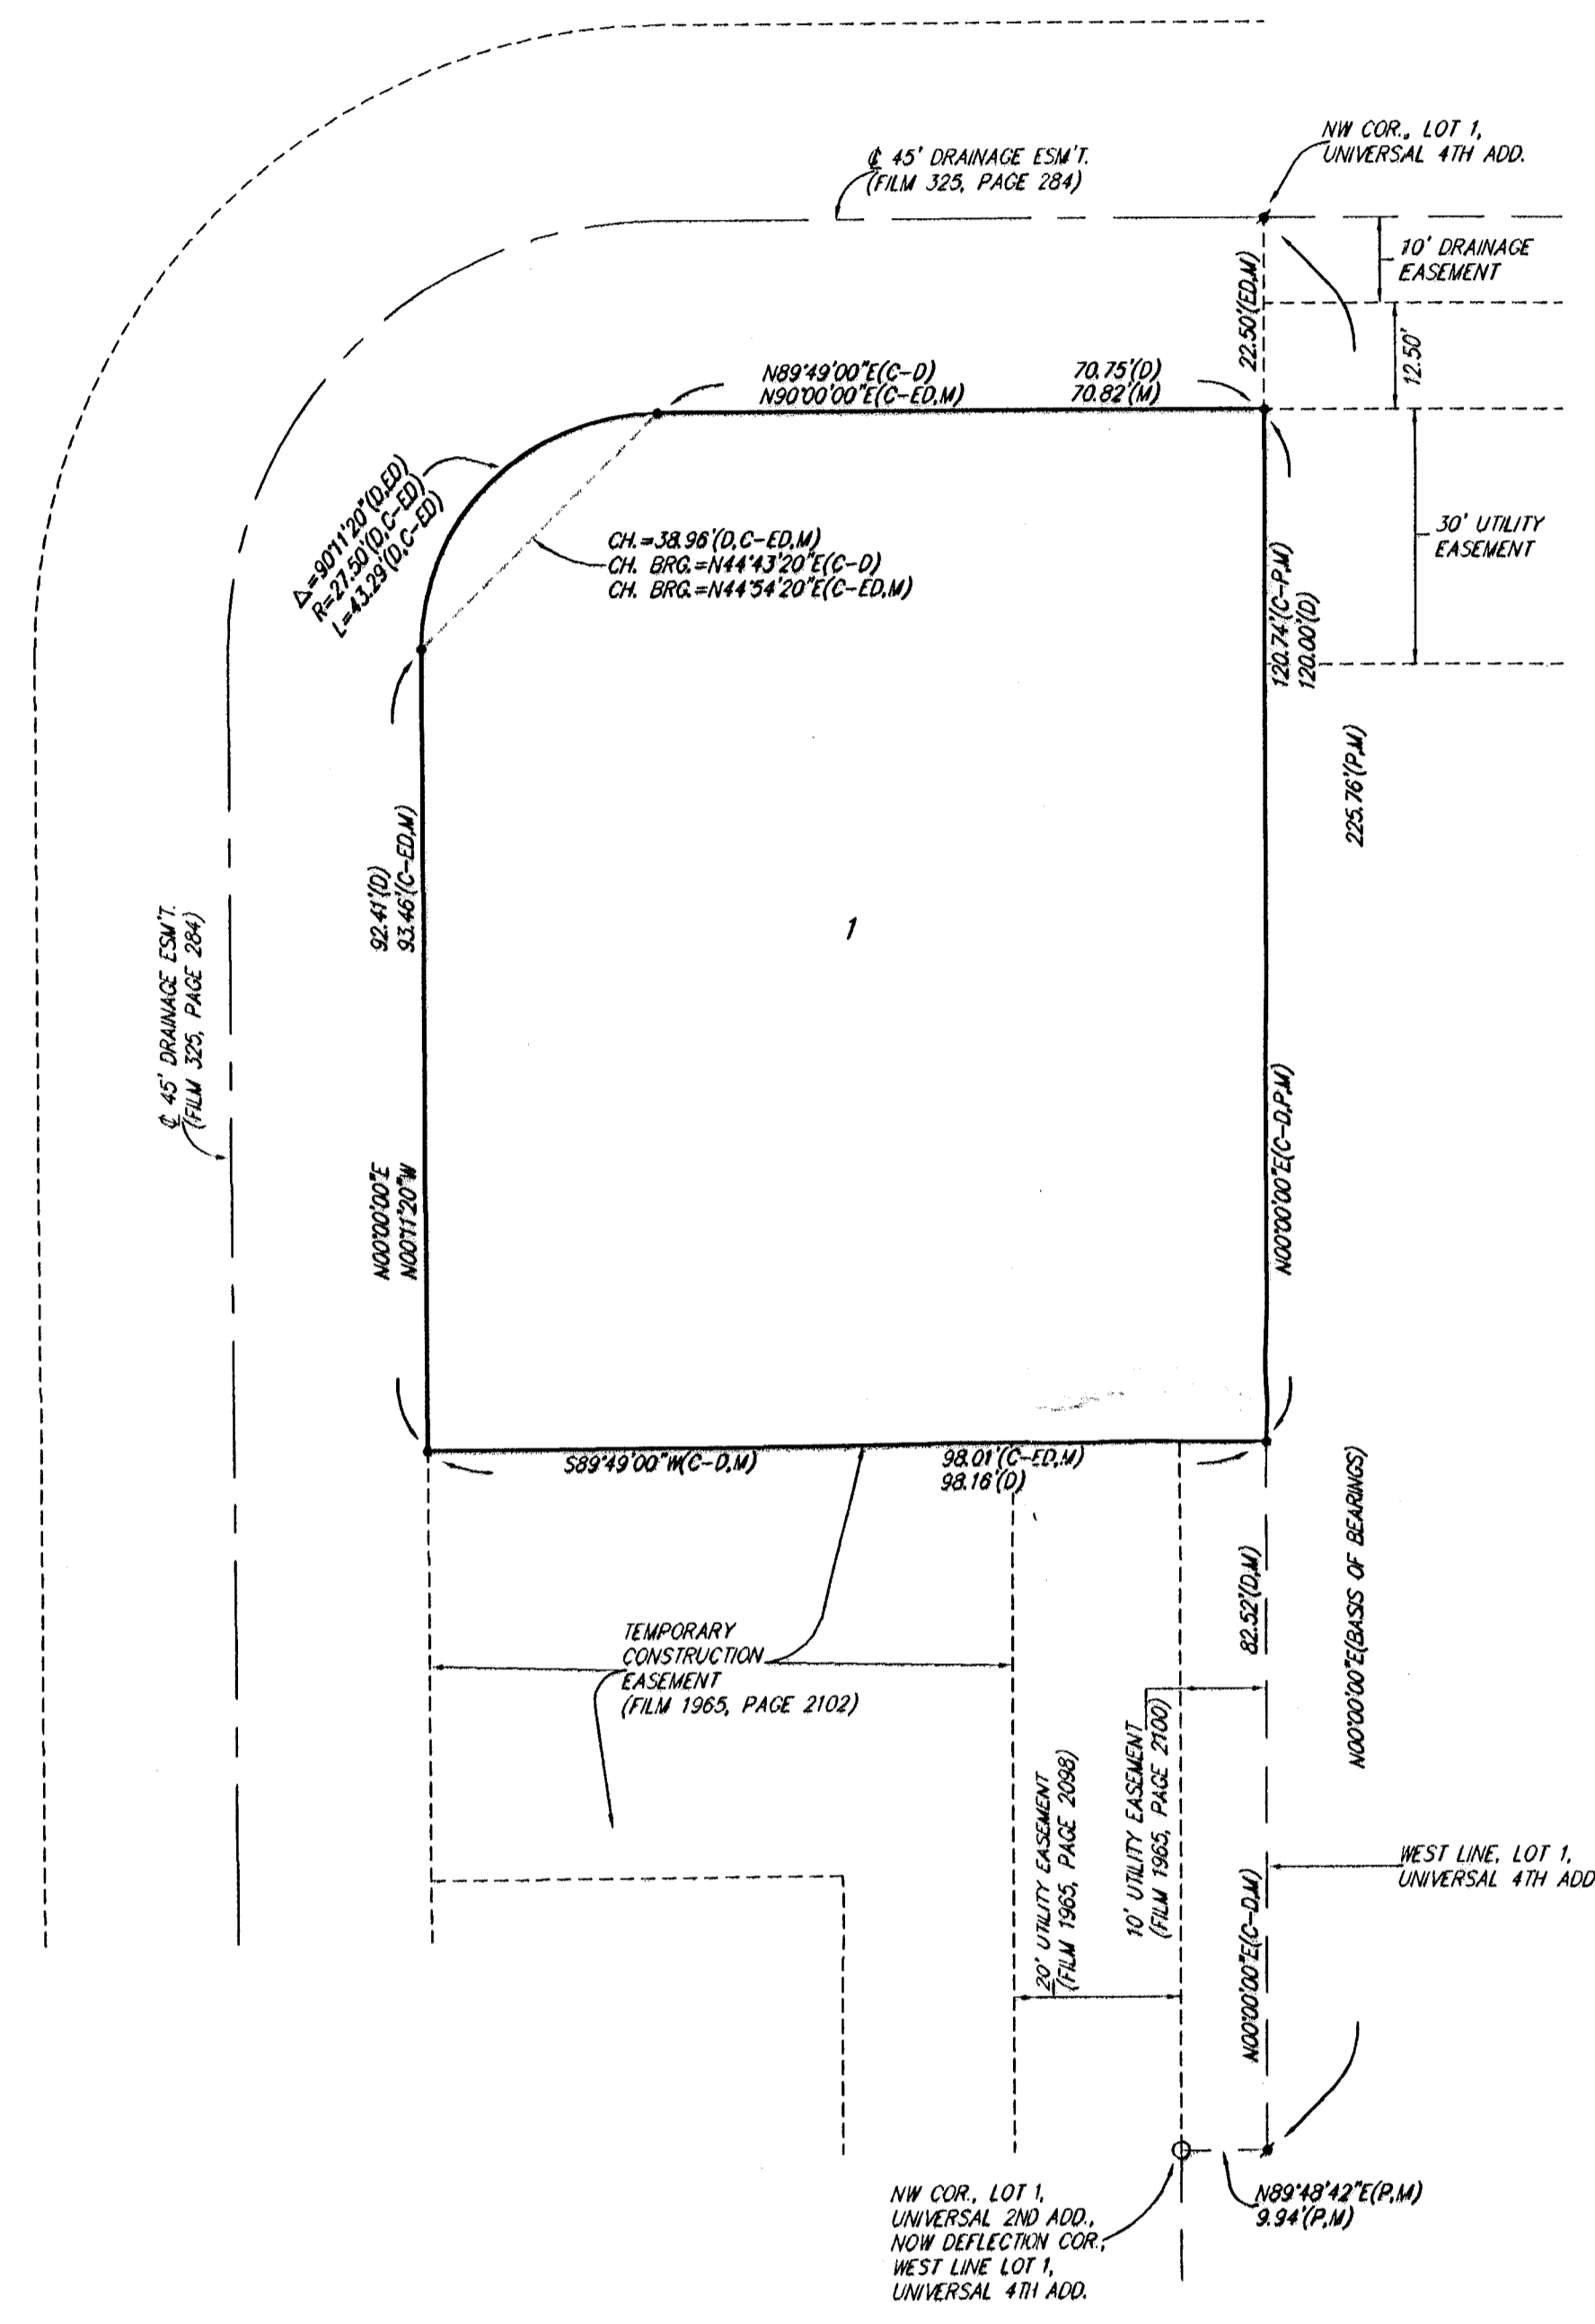 NW COR., LOT 1,
UNIVERSAL 4TH ADD.
℄ 45' DRAINAGE ESM'T.
(FILM 325, PAGE 284)
10' DRAINAGE
EASEMENT
22.50'(ED,M)
12.50'
N89°49'00"E(C-D)
N90°00'00"E(C-ED,M)
70.75'(D)
70.82'(M)
Δ=90°11'20"(D,ED)
R=27.50'(D,C-ED)
L=43.29'(D,C-ED)
CH.=38.96'(D,C-ED,M)
CH. BRG.=N44°43'20"E(C-D)
CH. BRG.=N44°54'20"E(C-ED,M)
30' UTILITY
EASEMENT
120.74'(C-P,M)
120.00'(D)
225.76'(P,M)
92.41'(D)
93.46'(C-ED,M)
1
℄ 45' DRAINAGE ESM'T.
(FILM 325, PAGE 284)
N00°00'00"E
N00°11'20"W
N00°00'00"E(C-D,P,M)
S89°49'00"W(C-D,M)
98.01'(C-ED,M)
98.16'(D)
N00°00'00"E(BASIS OF BEARINGS)
82.52'(D,M)
TEMPORARY
CONSTRUCTION
EASEMENT
(FILM 1965, PAGE 2102)
20' UTILITY EASEMENT
(FILM 1965, PAGE 2098)
10' UTILITY EASEMENT
(FILM 1965, PAGE 2100)
WEST LINE, LOT 1,
UNIVERSAL 4TH ADD
N00°00'00"E(C-D,M)
NW COR., LOT 1,
UNIVERSAL 2ND ADD.,
NOW DEFLECTION COR.,
WEST LINE LOT 1,
UNIVERSAL 4TH ADD.
N89°48'42"E(P,M)
9.94'(P,M)